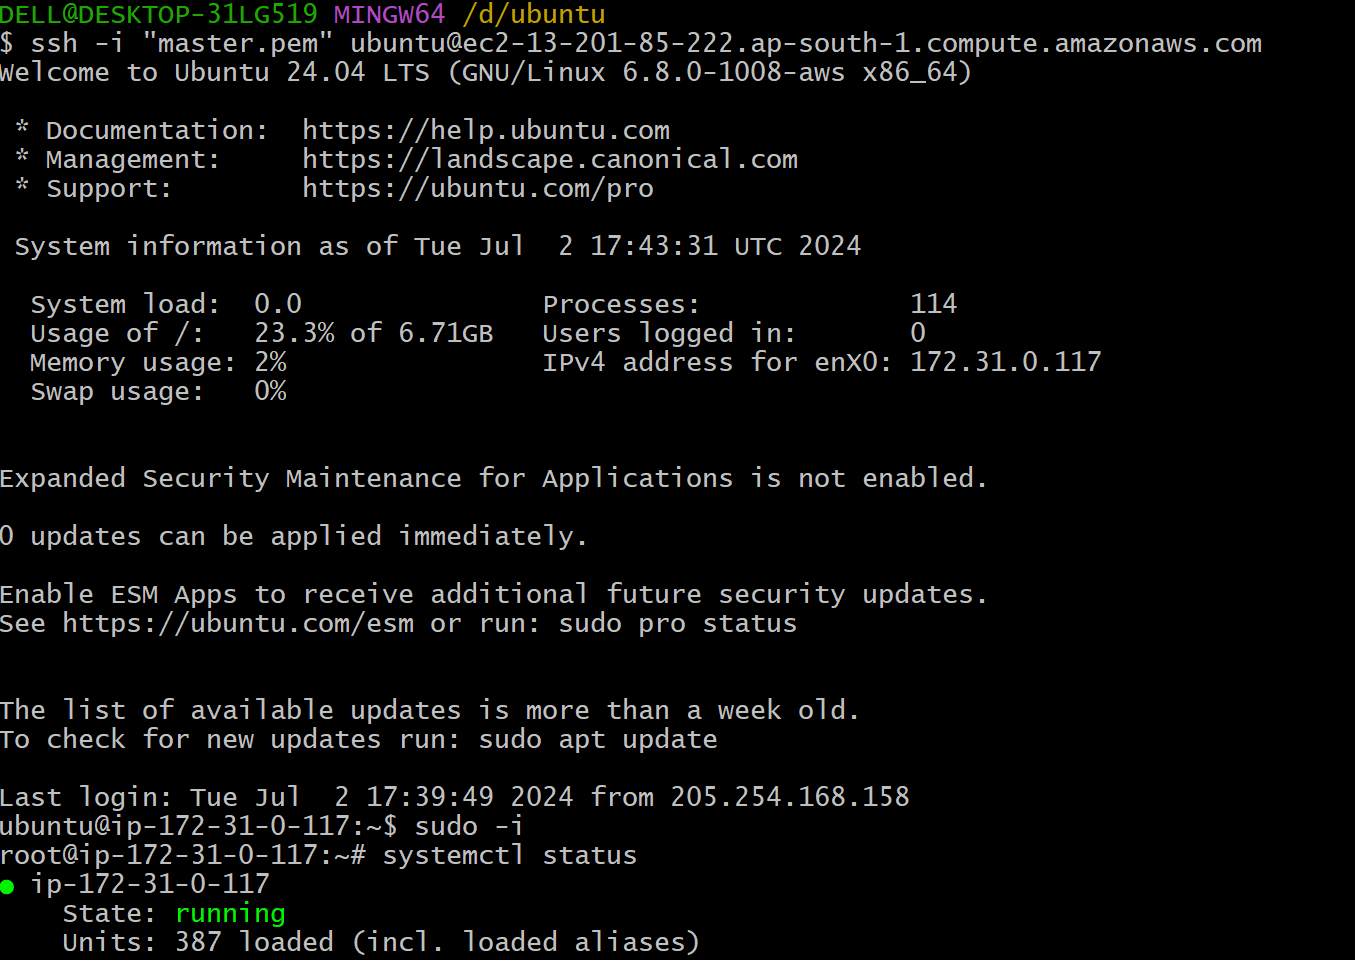 DELL@DESKTOP-31LG519 MINGW64 /d/ubuntu
$ ssh -i "master.pem" ubuntu@ec2-13-201-85-222.ap-south-1.compute.amazonaws.com
Welcome to Ubuntu 24.04 LTS (GNU/Linux 6.8.0-1008-aws x86_64)
* Documentation:  https://help.ubuntu.com
* Management:     https://landscape.canonical.com
* Support:        https://ubuntu.com/pro
System information as of Tue Jul  2 17:43:31 UTC 2024
System load:  0.0               Processes:             114
Usage of /:   23.3% of 6.71GB   Users logged in:       0
Memory usage: 2%                IPv4 address for enX0: 172.31.0.117
Swap usage:   0%
Expanded Security Maintenance for Applications is not enabled.
0 updates can be applied immediately.
Enable ESM Apps to receive additional future security updates.
See https://ubuntu.com/esm or run: sudo pro status
The list of available updates is more than a week old.
To check for new updates run: sudo apt update
Last login: Tue Jul  2 17:39:49 2024 from 205.254.168.158
ubuntu@ip-172-31-0-117:~$ sudo -i
root@ip-172-31-0-117:~# systemctl status
● ip-172-31-0-117
State: running
Units: 387 loaded (incl. loaded aliases)